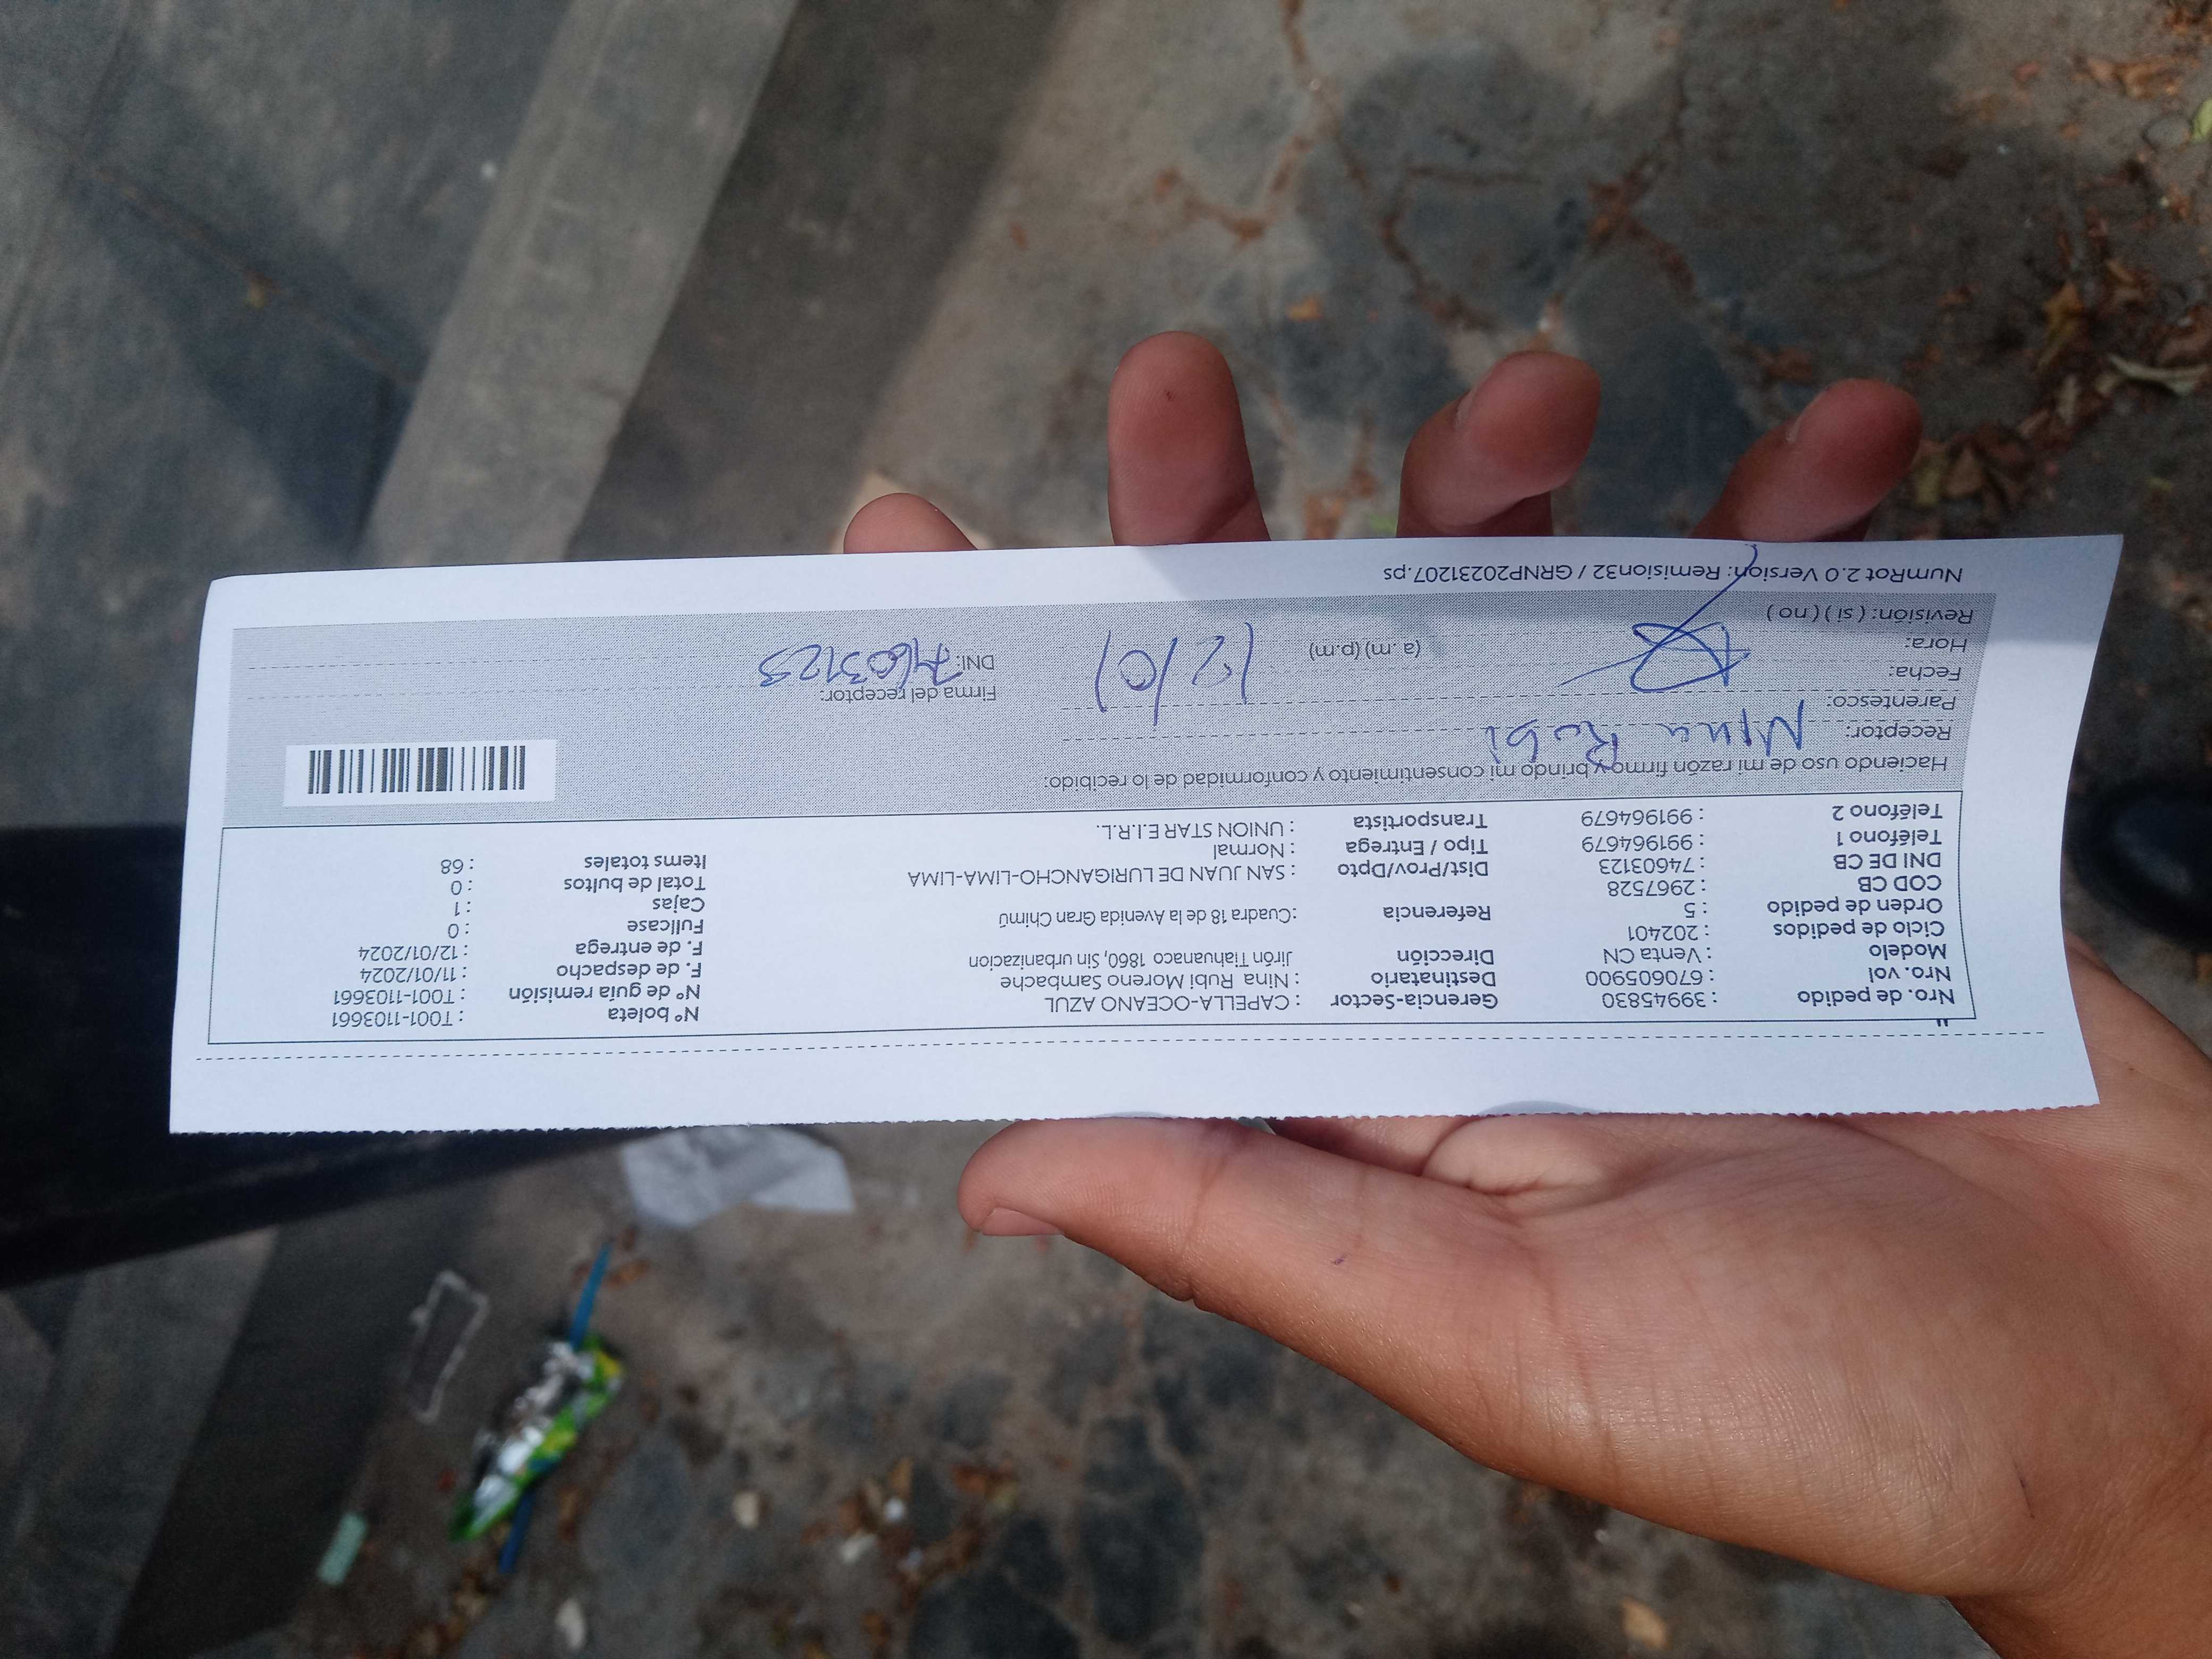 Nro. de pedido : 39945830 Gerencia-Sector : CAPELLA-OCEANO AZUL Nº boleta : T001-1103661
Nro. vol : 670605900 Destinatario : Nina Rubi Moreno Sambache Nº de guia remisión : T001-1103661
Modelo : Venta CN Dirección Jirón Tiahuanaco 1860, Sin urbanizacion F. de despacho : 11/01/2024
Ciclo de pedidos : 202401 F. de entrega : 12/01/2024
Orden de pedido : 5 Referencia :Cuadra 18 de la Avenida Gran Chimú Fullcase : 0
COD CB : 2967528 Cajas : 1
DNI DE CB : 74603123 Dist/Prov/Dpto : SAN JUAN DE LURIGANCHO-LIMA-LIMA Total de bultos : 0
Teléfono 1 : 991964679 Tipo / Entrega : Normal Items totales : 68
Teléfono 2 : 991964679 Transportista : UNION STAR E.I.R.L.
Haciendo uso de mi razón firmo y brindo mi consentimiento y conformidad de lo recibido:
Receptor: Nina Rubi
Parentesco:
Fecha: 12/01 Firma del receptor:
Hora: (a .m) (p.m) DNI: 74603123
Revisión: ( si ) ( no )
NumRot 2.0 Version: Remision32 / GRNP20231207.ps